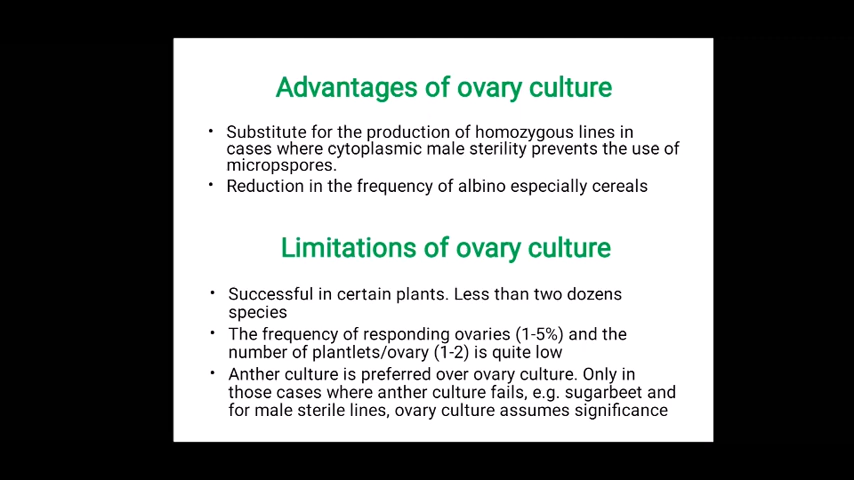 Advantages of ovary culture
• Substitute for the production of homozygous lines in
cases where cytoplasmic male sterility prevents the use of
micropspores.
• Reduction in the frequency of albino especially cereals
Limitations of ovary culture
• Successful in certain plants. Less than two dozens
species
• The frequency of responding ovaries (1-5%) and the
number of plantlets/ovary (1-2) is quite low
• Anther culture is preferred over ovary culture. Only in
those cases where anther culture fails, e.g. sugarbeet and
for male sterile lines, ovary culture assumes significance